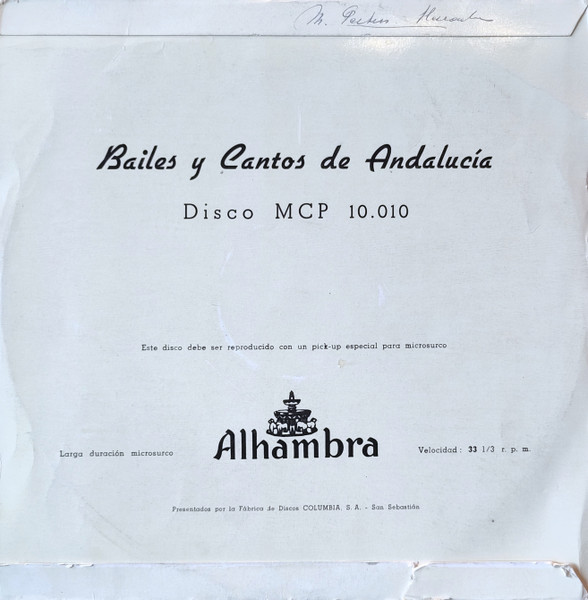 M.
Bailes y Cantos de Andalucía
Disco MCP 10.010
Este disco debe ser reproducido con un pick-up especial para microsurco
Alhambra
Larga duración microsurco
Velocidad: 33 1/3 r. p. m.
Presentados por la Fábrica de Discos COLUMBIA, S. A. - San Sebastián